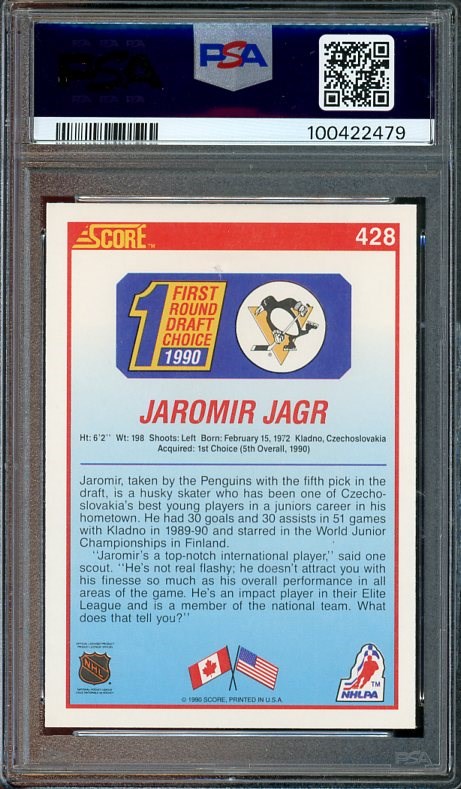 PSA
PSA
100422479
SCORE™
428
1
FIRST
ROUND
DRAFT
CHOICE
1990
JAROMIR JAGR
Ht: 6'2'' Wt: 198 Shoots: Left Born: February 15, 1972 Kladno, Czechoslovakia
Acquired: 1st Choice (5th Overall, 1990)
Jaromir, taken by the Penguins with the fifth pick in the
draft, is a husky skater who has been one of Czecho-
slovakia's best young players in a juniors career in his
hometown. He had 30 goals and 30 assists in 51 games
with Kladno in 1989-90 and starred in the World Junior
Championships in Finland.
''Jaromir's a top-notch international player,'' said one
scout. ''He's not real flashy; he doesn't attract you with
his finesse so much as his overall performance in all
areas of the game. He's an impact player in their Elite
League and is a member of the national team. What
does that tell you?''
NHL
NHLPA
TM
© 1990 SCORE, PRINTED IN U.S.A.
PSA